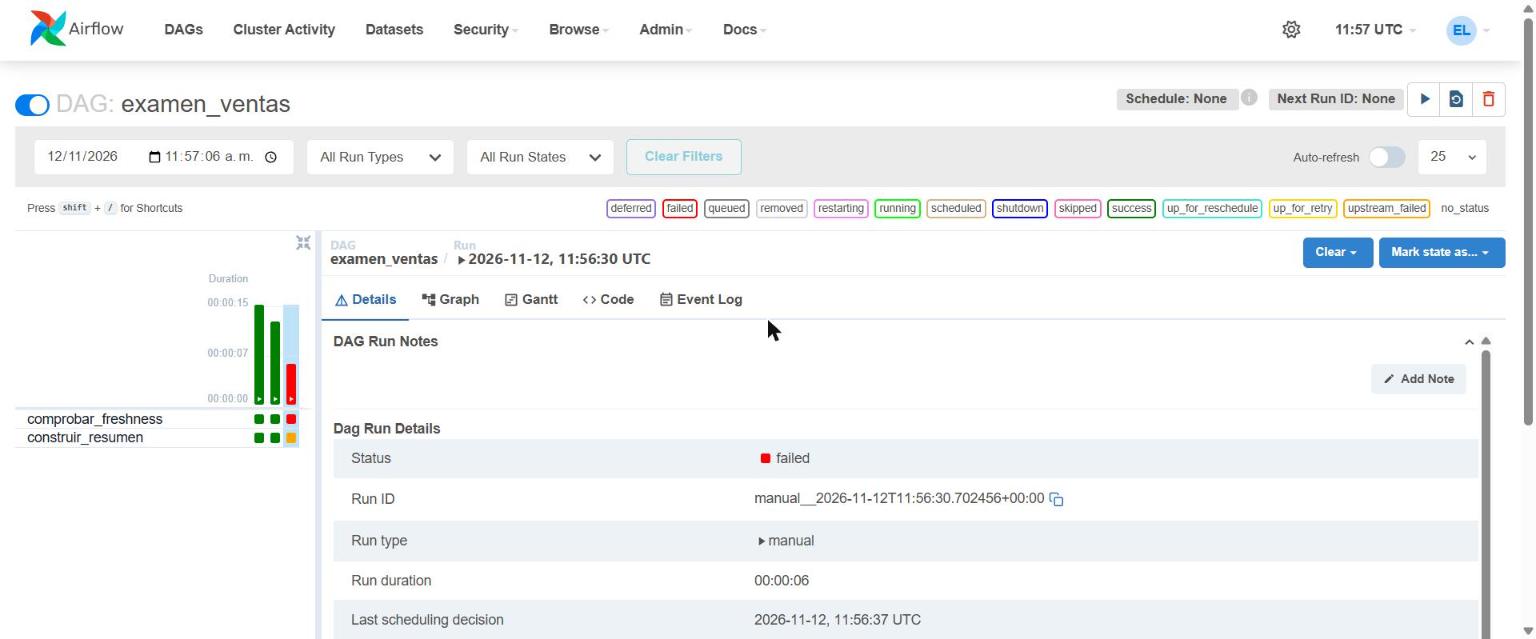 Airflow DAGs Cluster Activity Datasets Security Browse Admin Docs 11:57 UTC EL
DAG: examen_ventas Schedule: None i Next Run ID: None
12/11/2026 11:57:06 a. m. All Run Types All Run States Clear Filters Auto-refresh 25
Press shift + / for Shortcuts deferred failed queued removed restarting running scheduled shutdown skipped success up_for_reschedule up_for_retry upstream_failed no_status
DAG Run
examen_ventas / 2026-11-12, 11:56:30 UTC Clear Mark state as...
Duration
00:00:15
00:00:07
00:00:00
comprobar_freshness
construir_resumen
Details Graph Gantt Code Event Log
DAG Run Notes
Add Note
Dag Run Details
Status failed
Run ID manual__2026-11-12T11:56:30.702456+00:00
Run type manual
Run duration 00:00:06
Last scheduling decision 2026-11-12, 11:56:37 UTC